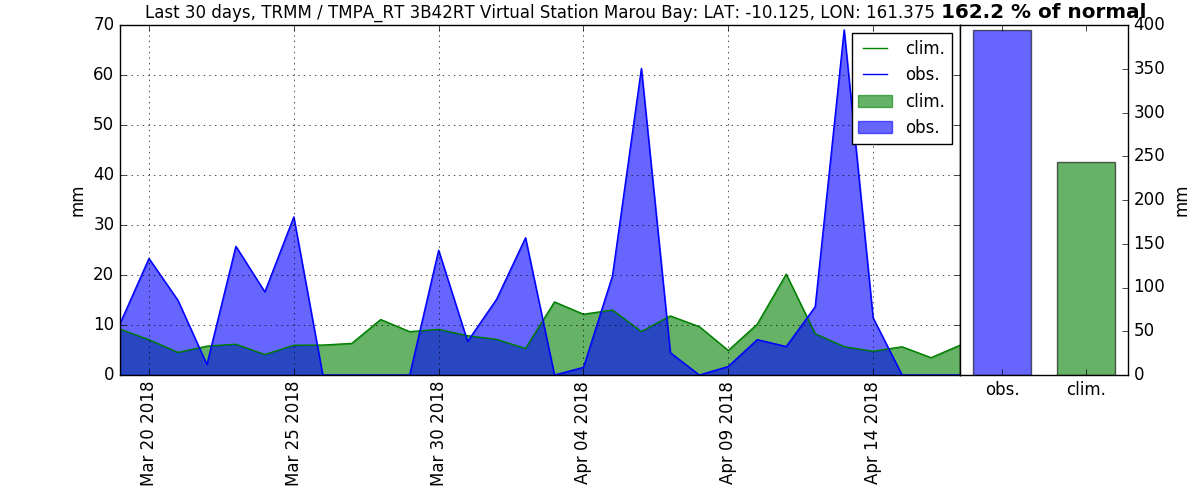 Last 30 days, TRMM / TMPA_RT 3B42RT Virtual Station Marou Bay: LAT: -10.125, LON: 161.375 162.2 % of normal
70
60
50
40
30
20
10
0
mm
clim.
obs.
clim.
obs.
Mar 20 2018
Mar 25 2018
Mar 30 2018
Apr 04 2018
Apr 09 2018
Apr 14 2018
400
350
300
250
200
150
100
50
0
mm
obs.
clim.